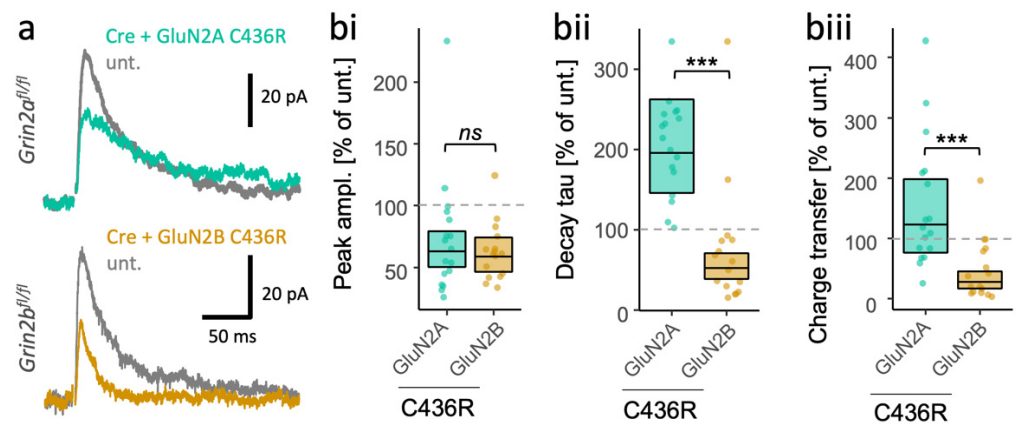 a
Cre + GluN2A C436R
unt.
20 pA
Grin2afl/fl
Cre + GluN2B C436R
unt.
20 pA
50 ms
Grin2bfl/fl
bi
Peak ampl. [% of unt.]
200
150
100
50
ns
GluN2A
GluN2B
C436R
bii
Decay tau [% of unt.]
300
200
100
0
***
GluN2A
GluN2B
C436R
biii
Charge transfer [% of unt.]
400
300
200
100
0
***
GluN2A
GluN2B
C436R